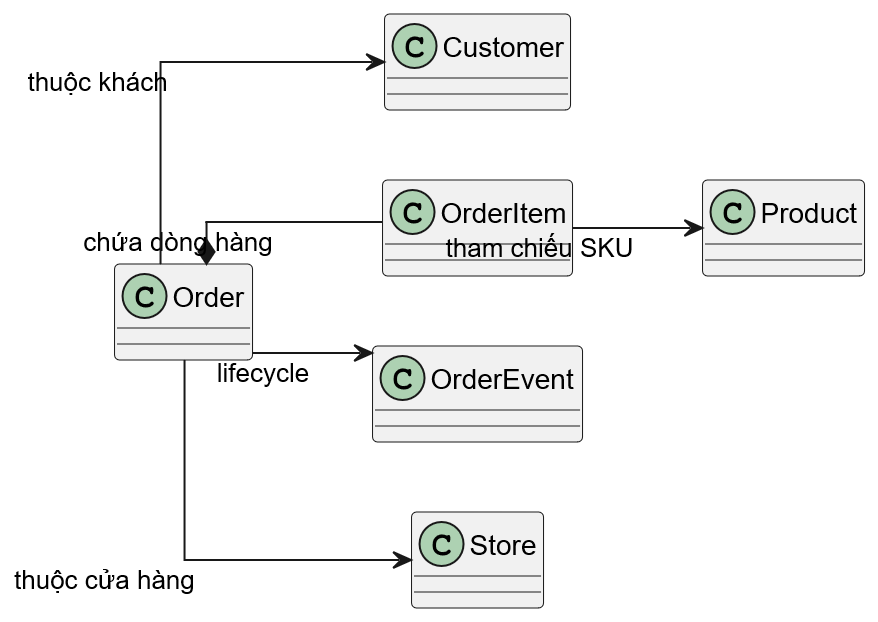 C Customer
thuộc khách
C OrderItem
C Product
chứa dòng hàng
tham chiếu SKU
C Order
lifecycle
C OrderEvent
C Store
thuộc cửa hàng